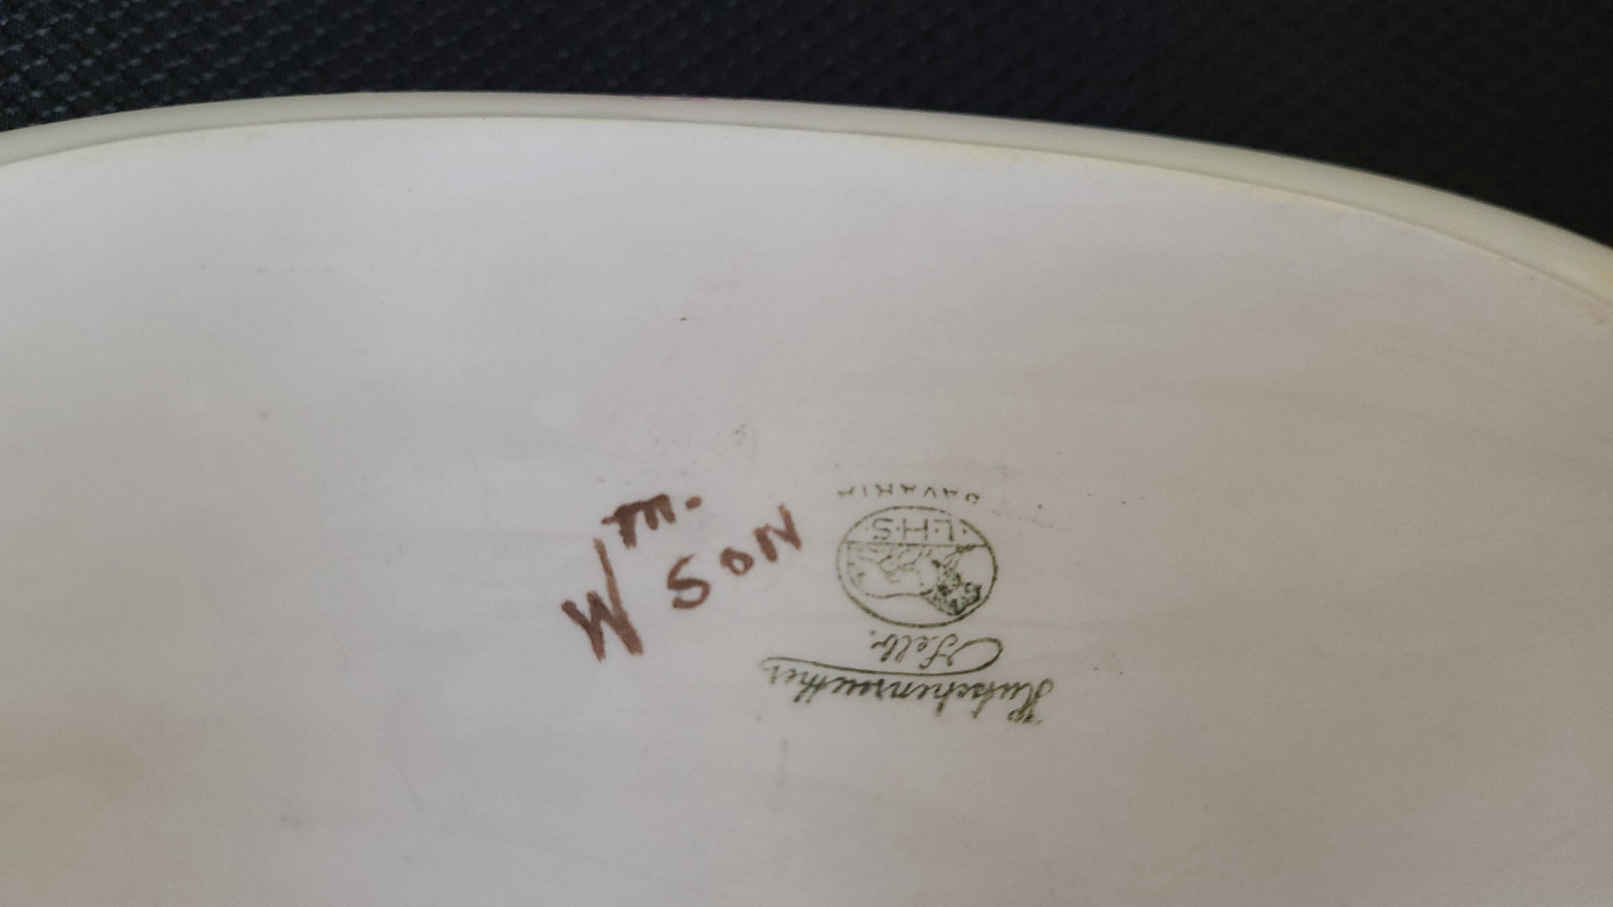 Wm.
SON
Hutschenreuther
Selb.
L·H·S·
BAVARIA